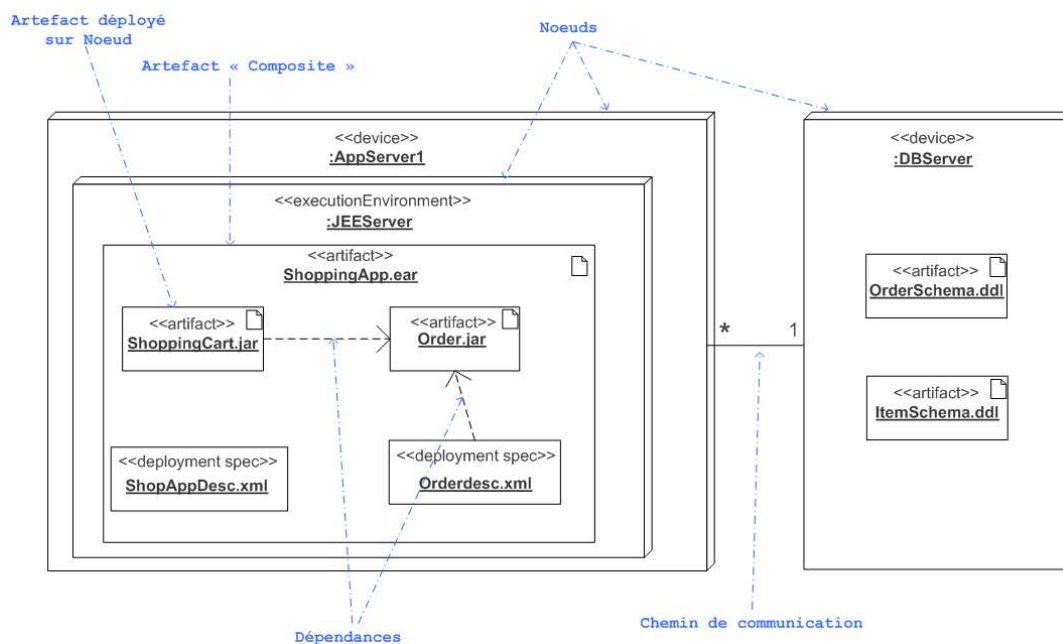 Artefact déployé
sur Noeud
Noeuds
Artefact « Composite »
<<device>>
:AppServer1
<<device>>
:DBServer
<<executionEnvironment>>
:JEEServer
<<artifact>>
ShoppingApp.ear
<<artifact>>
OrderSchema.ddl
<<artifact>>
ShoppingCart.jar
<<artifact>>
Order.jar
* 1
<<artifact>>
ItemSchema.ddl
<<deployment spec>>
ShopAppDesc.xml
<<deployment spec>>
Orderdesc.xml
Chemin de communication
Dépendances